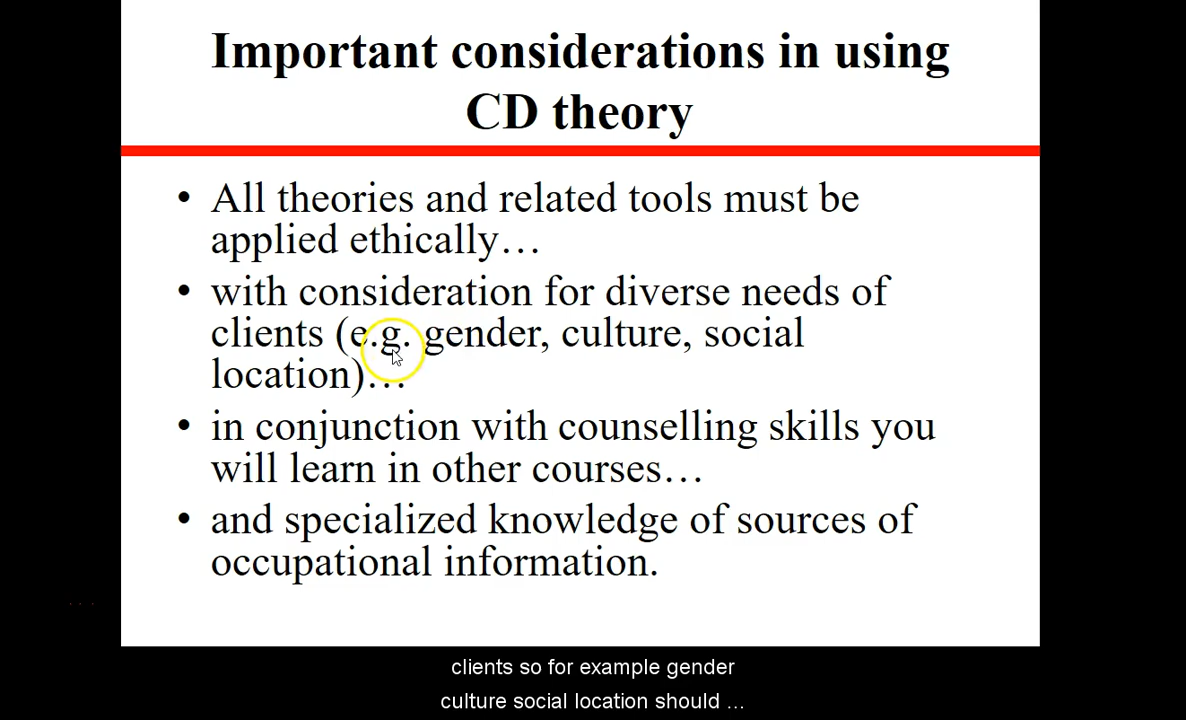 Important considerations in using
CD theory
• All theories and related tools must be
applied ethically…
• with consideration for diverse needs of
clients (e.g. gender, culture, social
location)…
• in conjunction with counselling skills you
will learn in other courses…
• and specialized knowledge of sources of
occupational information.
clients so for example gender
culture social location should ...